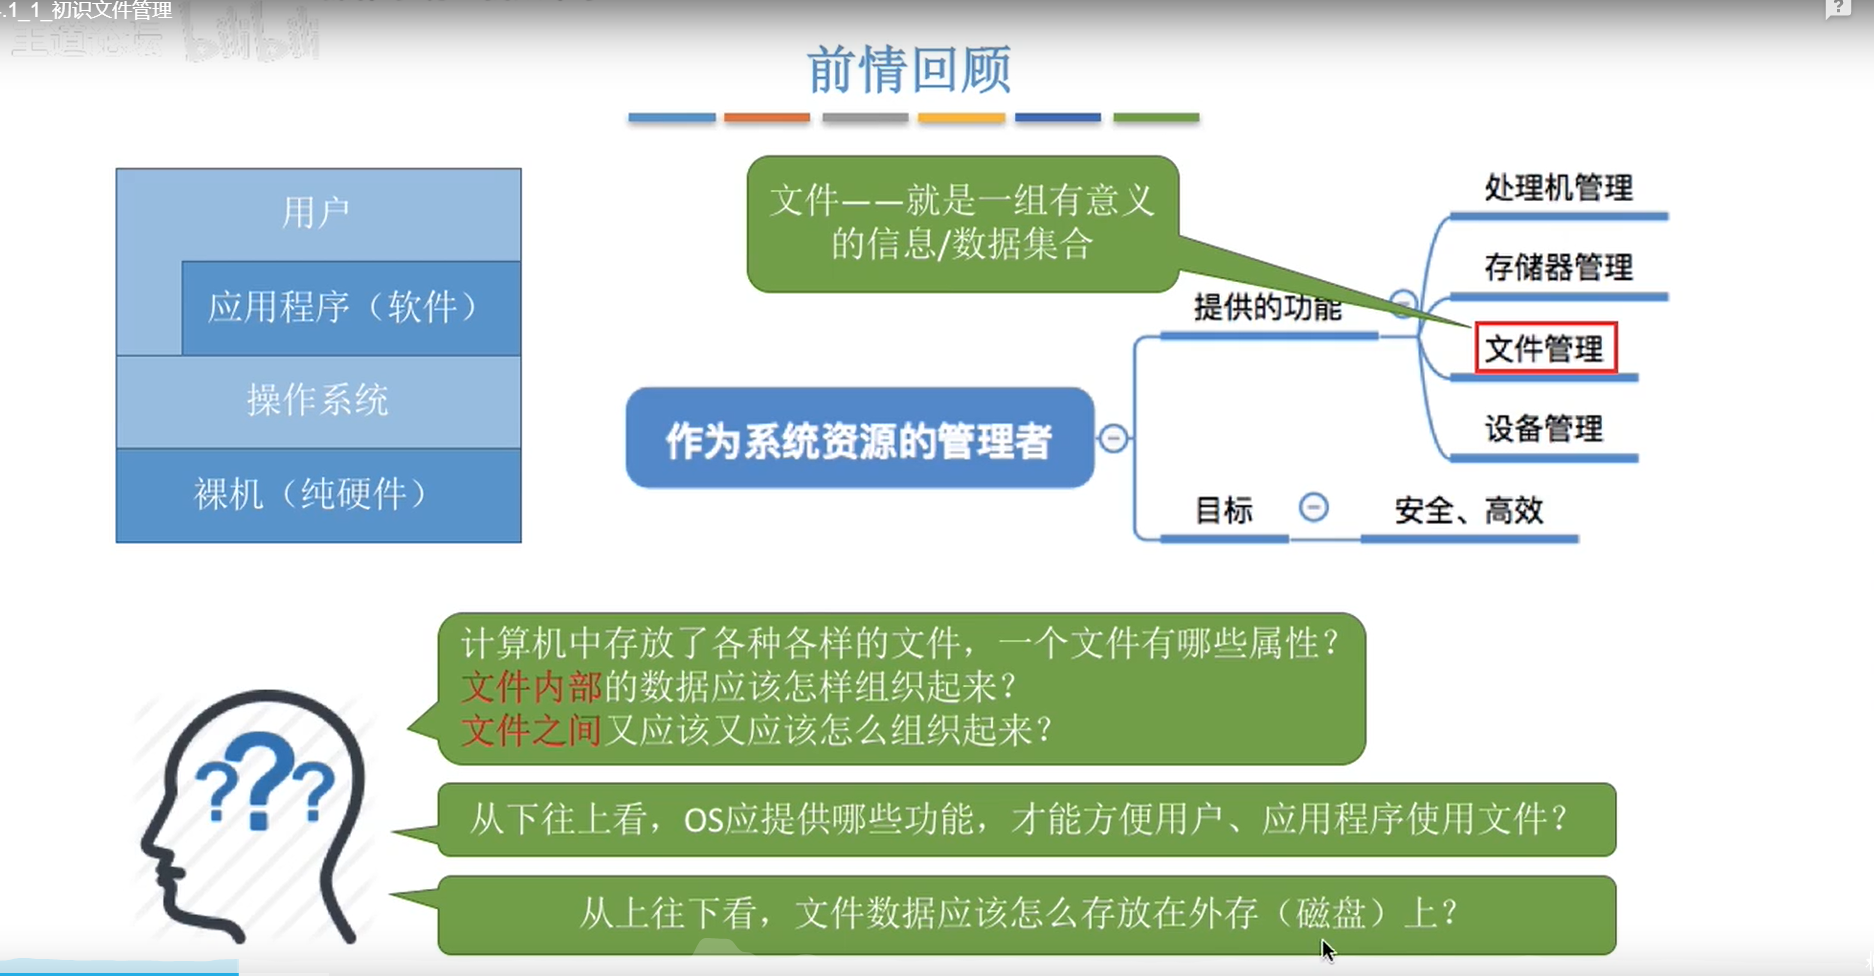 .1_1_初识文件管理
王道论坛 bilibili
前情回顾
用户
应用程序（软件）
操作系统
裸机（纯硬件）
文件——就是一组有意义
的信息/数据集合
作为系统资源的管理者
提供的功能
处理机管理
存储器管理
文件管理
设备管理
目标
安全、高效
计算机中存放了各种各样的文件，一个文件有哪些属性？
文件内部的数据应该怎样组织起来？
文件之间又应该又应该怎么组织起来？
从下往上看，OS应提供哪些功能，才能方便用户、应用程序使用文件？
从上往下看，文件数据应该怎么存放在外存（磁盘）上？
???
?